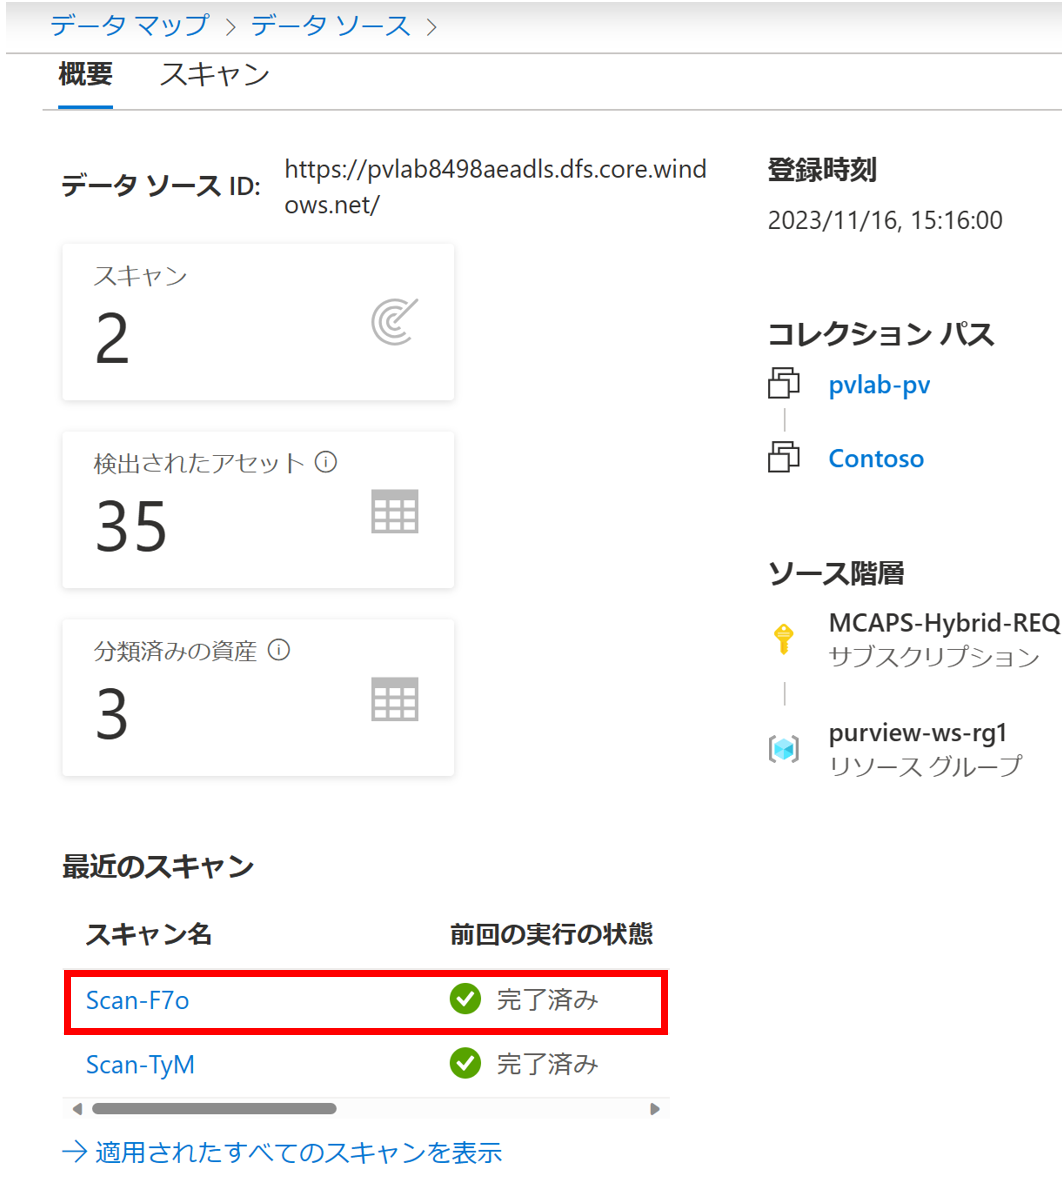 データ マップ > データ ソース >
概要 スキャン
データ ソース ID: https://pvlab8498aeadls.dfs.core.wind
ows.net/
登録時刻
2023/11/16, 15:16:00
スキャン
2
検出されたアセット
35
分類済みの資産
3
コレクション パス
pvlab-pv
Contoso
ソース階層
MCAPS-Hybrid-REQ
サブスクリプション
purview-ws-rg1
リソース グループ
最近のスキャン
スキャン名 前回の実行の状態
Scan-F7o 完了済み
Scan-TyM 完了済み
→ 適用されたすべてのスキャンを表示